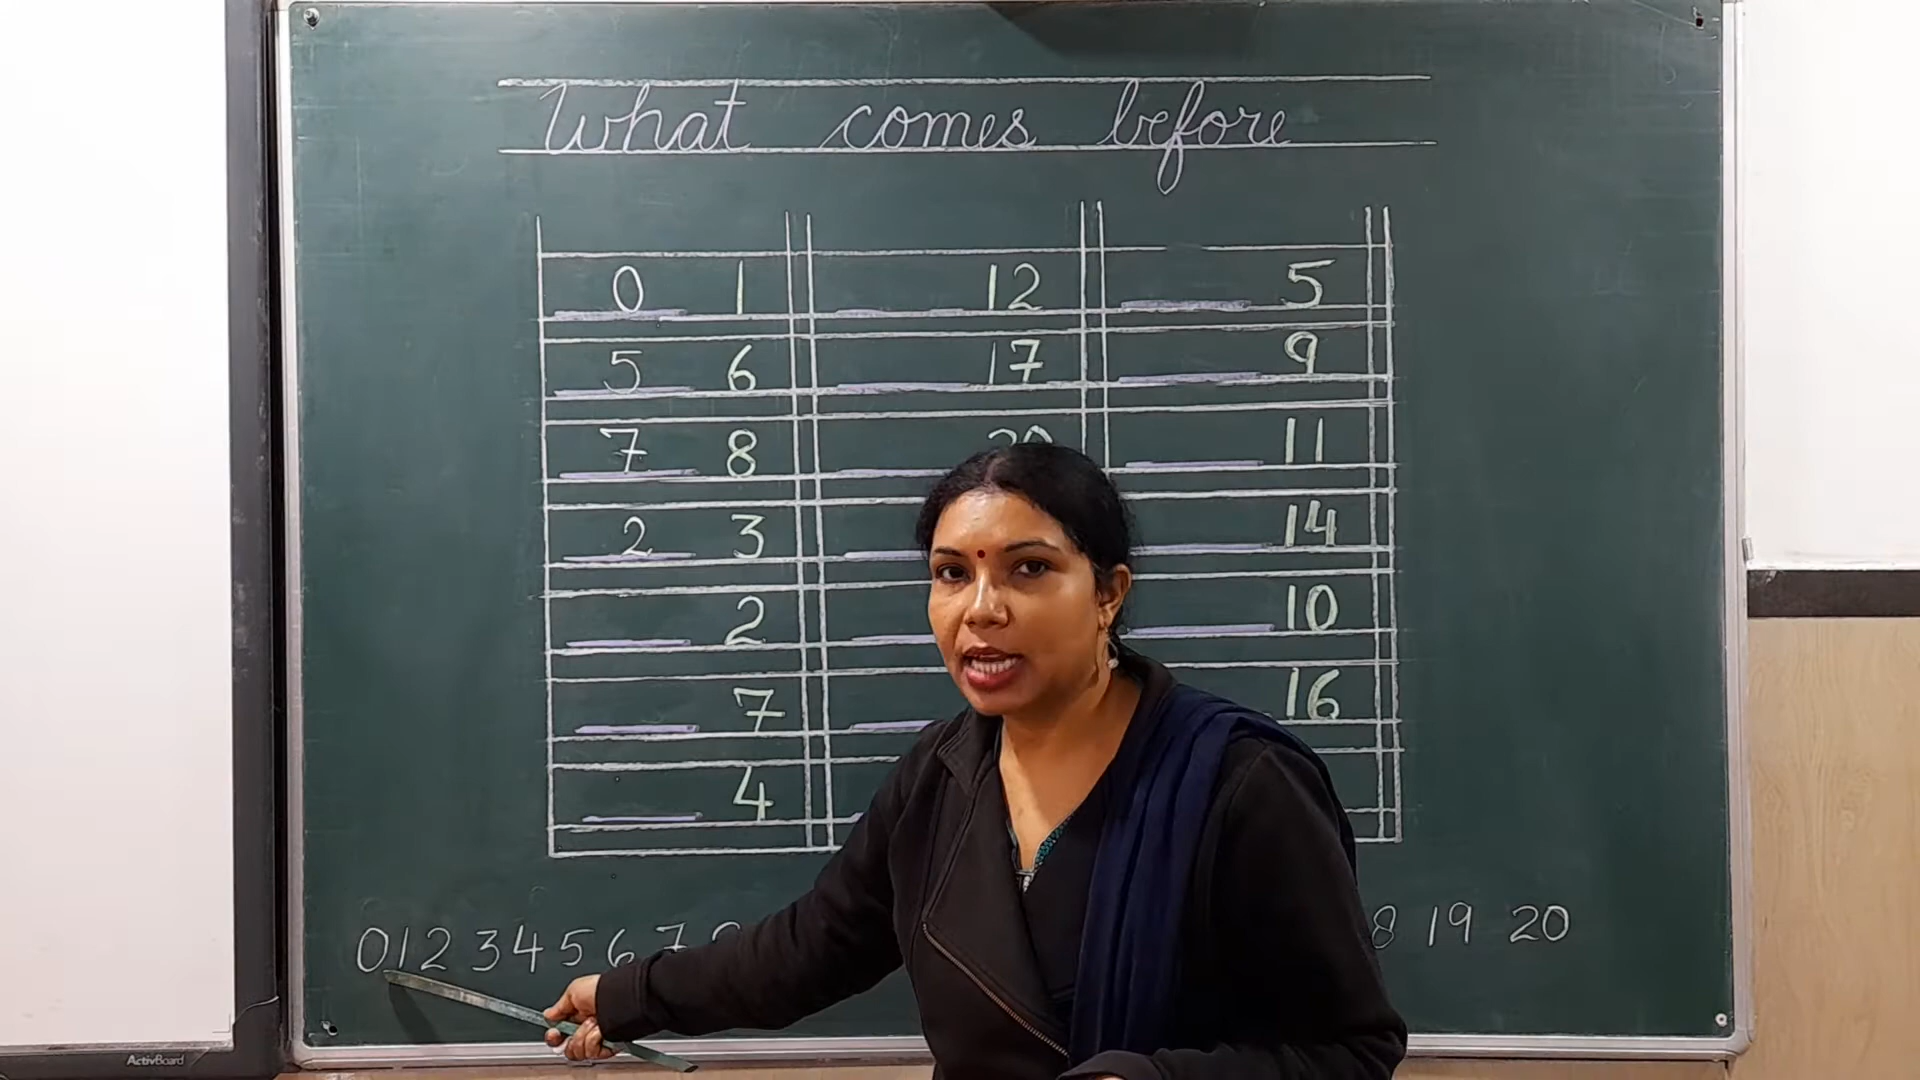 What comes before
0 1 12 5
5 6 17 9
7 8 20 11
2 3 14
2 10
7 16
4
0 1 2 3 4 5 6 7 8 19 20
ActivBoard